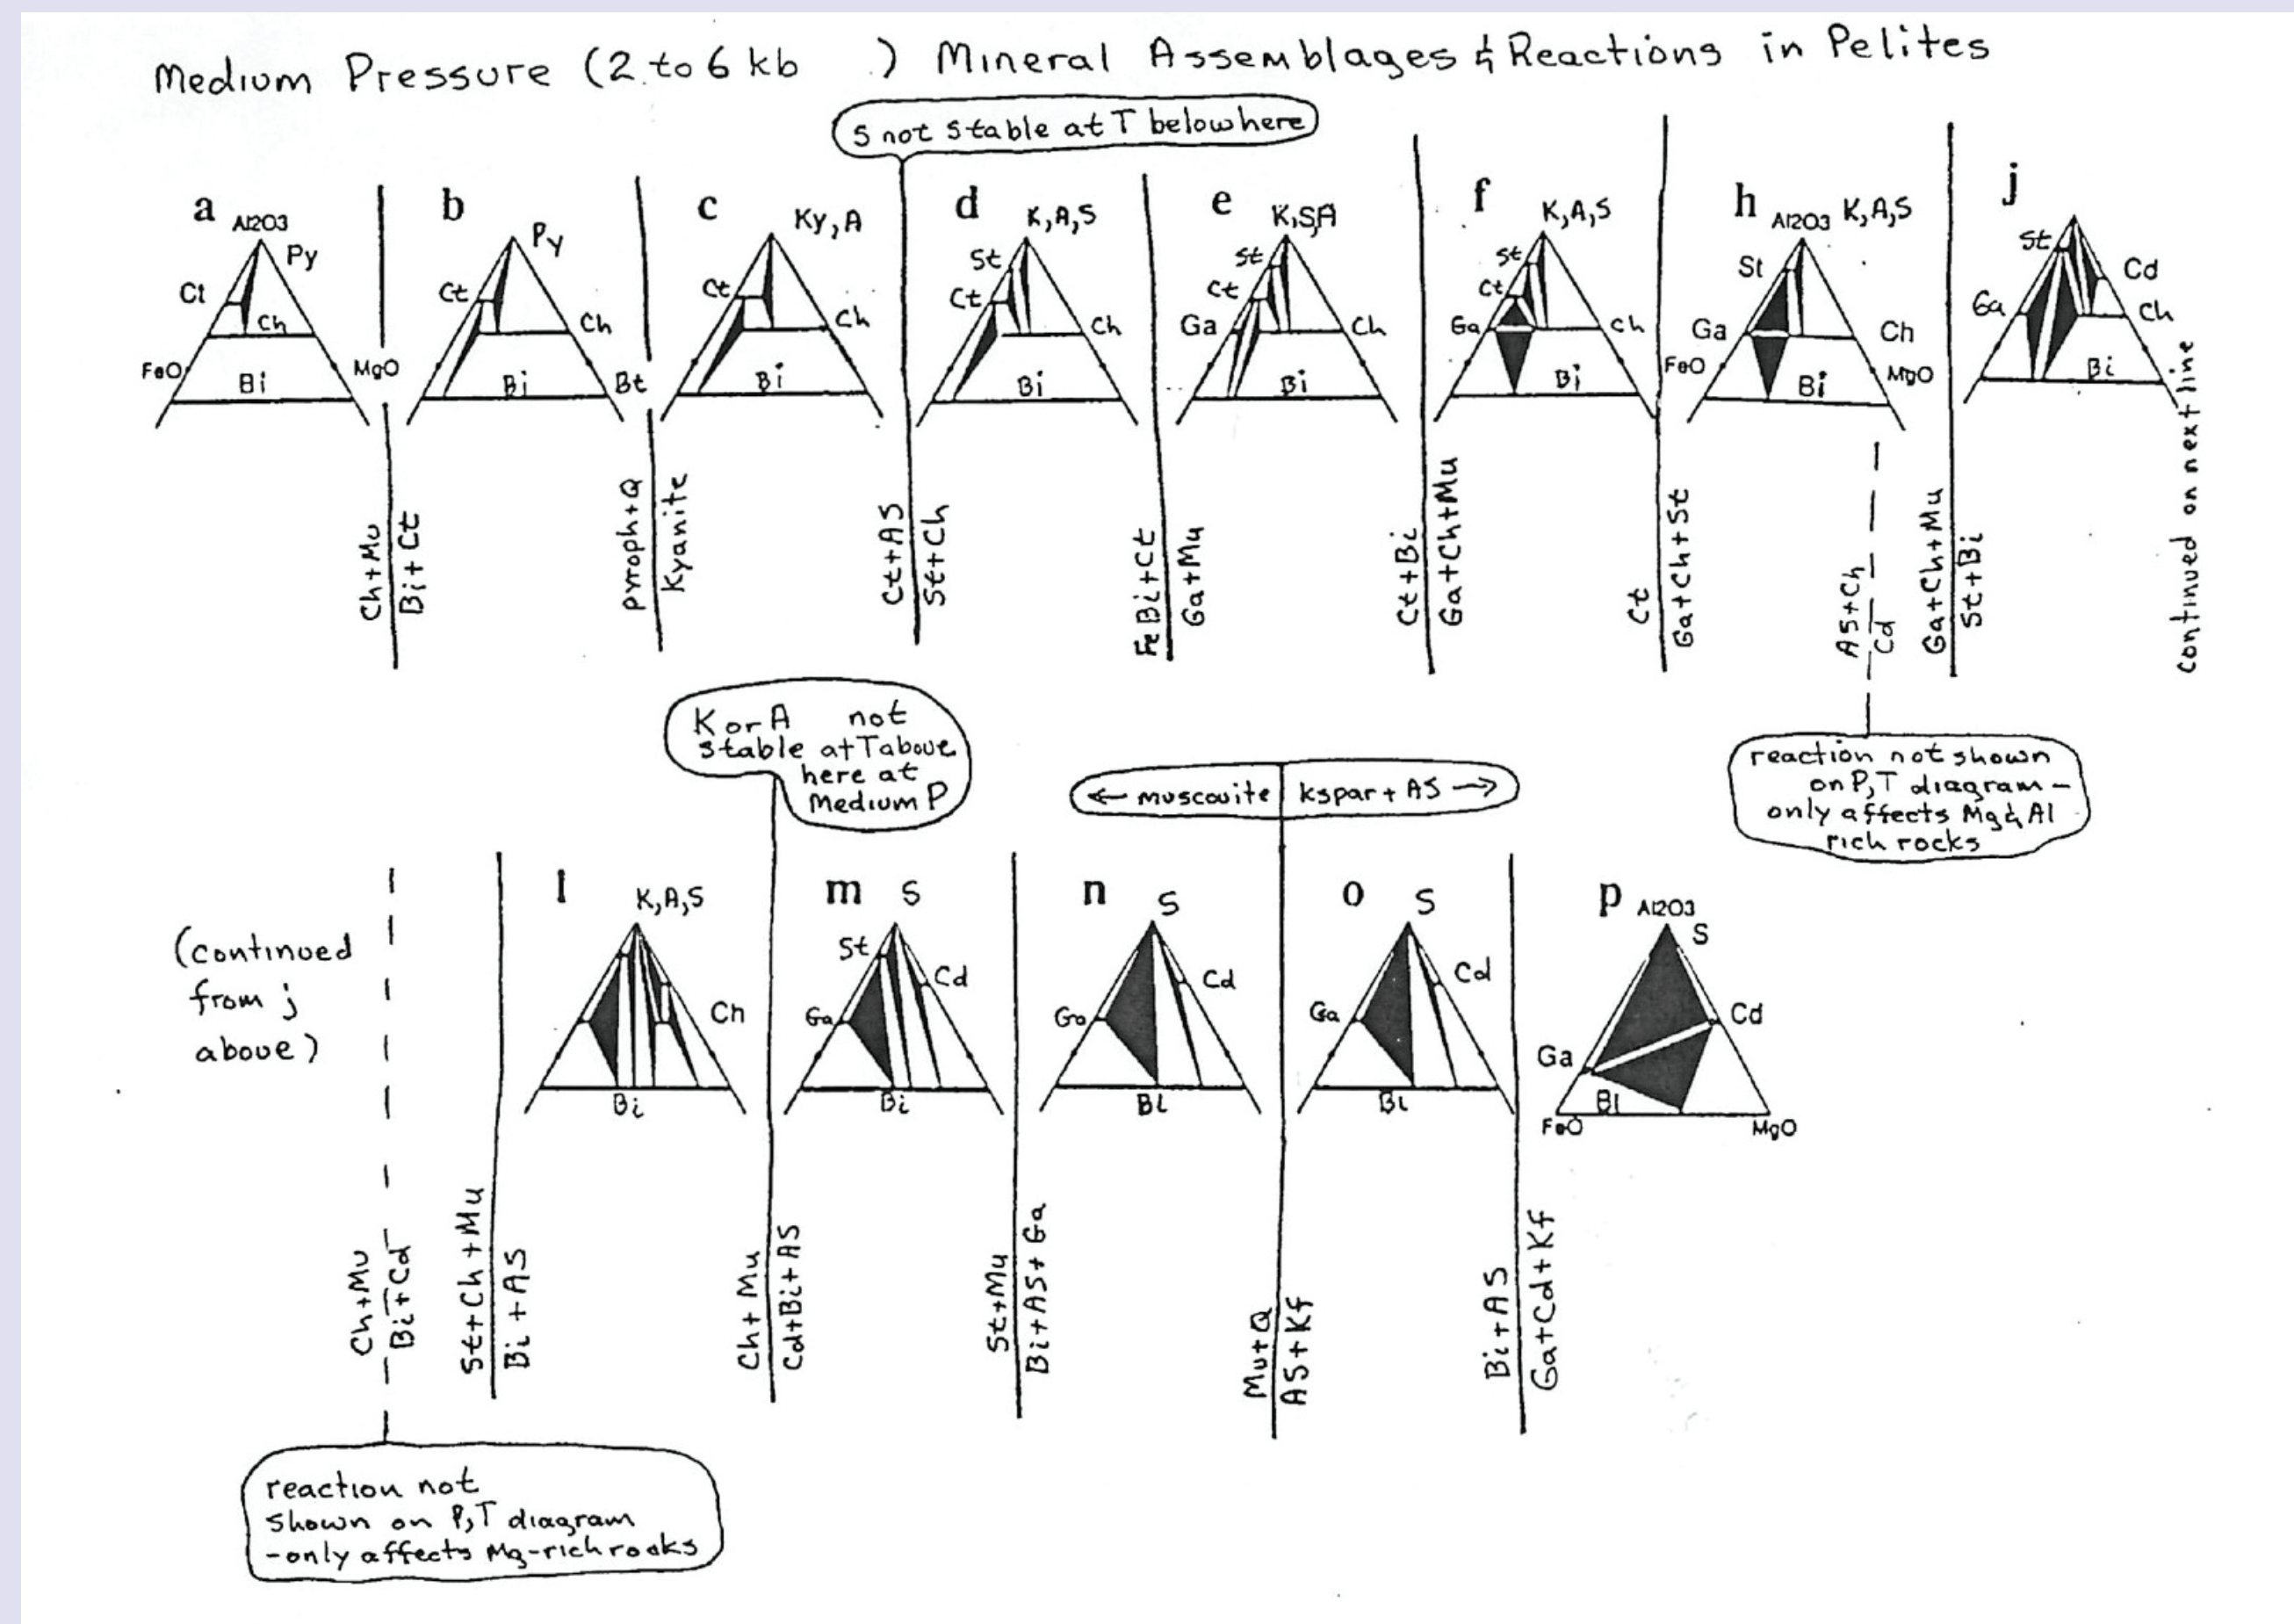 Medium Pressure (2 to 6 kb ) Mineral Assemblages & Reactions in Pelites
S not stable at T below here
a
Al2O3
Py
Ct
Ch
FeO
MgO
Bi
Ch+Mu
Bi+Ct
b
Py
Ct
Ch
Bi
Bt
pyroph+Q
Kyanite
c
Ky, A
Ct
Ch
Bi
Ct+AS
St+Ch
d
K,A,S
St
Ct
Ch
Bi
FeBi+Ct
Ga+Mu
e
K,S,A
St
Ct
Ga
Ch
Bi
Ct+Bi
Ga+Ch+Mu
f
K,A,S
St
Ct
Ga
Ch
Bi
Ct
Ga+Ch+St
h
Al2O3 K,A,S
St
Ga
Ch
FeO
MgO
Bi
AS+Ch
Cd
Ga+Ch+Mu
St+Bi
j
St
Cd
Ga
Ch
Bi
continued on next line
reaction not shown
on P,T diagram -
only affects Mg & Al
rich rocks
K or A not
stable at T above
here at
Medium P
← muscovite
kspar + AS →
(continued
from j
above)
Ch+Mu
Bi+Cd
St+Ch+Mu
Bi+AS
l
K,A,S
Ch
Bi
Ch+Mu
Cd+Bi+AS
m
S
St
Cd
Ga
Bi
St+Mu
Bi+AS+Ga
n
S
Cd
Ga
Bi
Mu+Q
AS+Kf
o
S
Cd
Ga
Bi
Bi+AS
Ga+Cd+Kf
p
Al2O3
S
Cd
Ga
Bi
FeO
MgO
reaction not
shown on P,T diagram
-only affects Mg-rich rocks